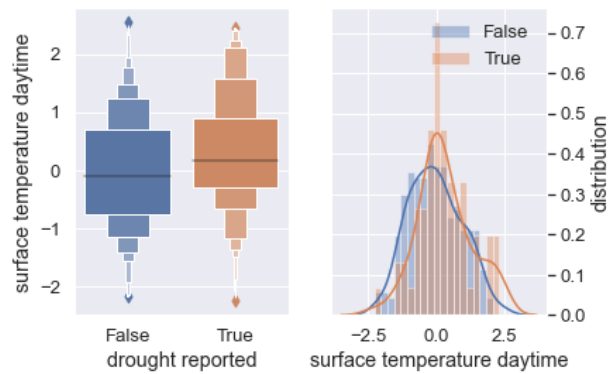 surface temperature daytime
2
1
0
−1
−2
False True
drought reported
False
True
0.7
0.6
0.5
0.4
0.3
0.2
0.1
0.0
distribution
−2.5 0.0 2.5
surface temperature daytime